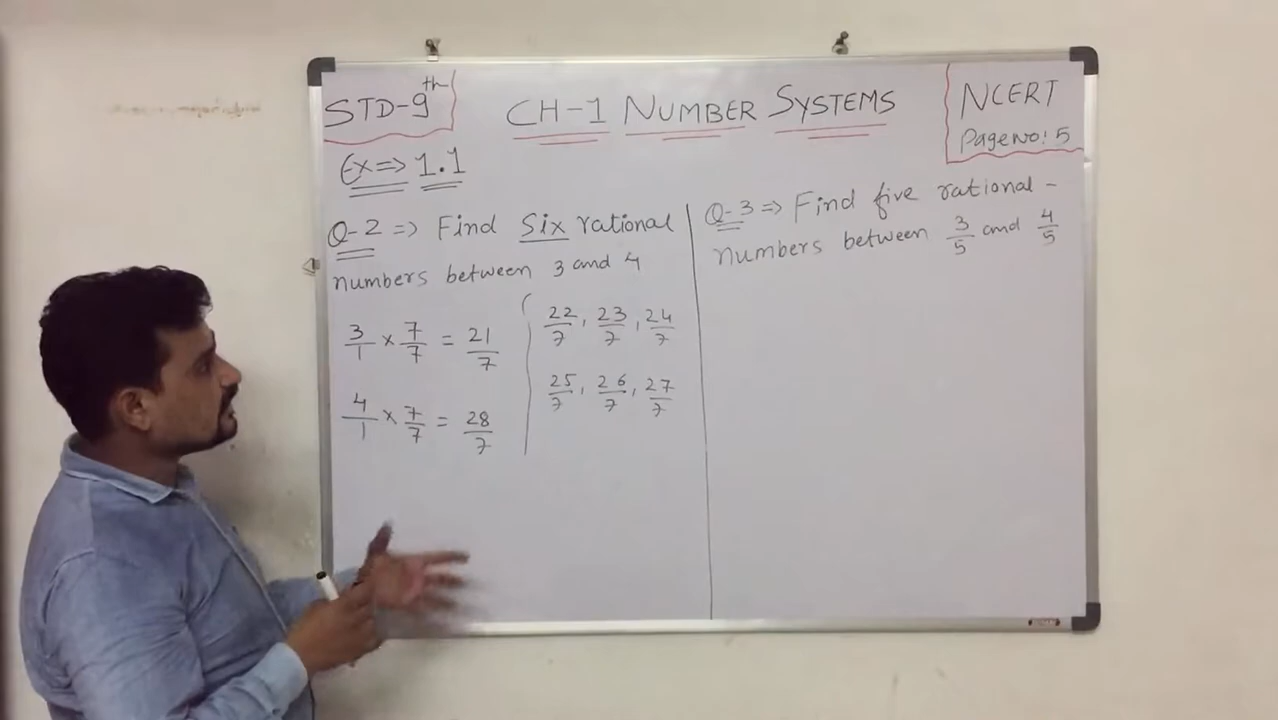 STD-9th
CH-1 NUMBER SYSTEMS
NCERT
Page No: 5
Ex => 1.1
Q-2 => Find Six rational
numbers between 3 and 4
3/1 × 7/7 = 21/7
4/1 × 7/7 = 28/7
22/7, 23/7, 24/7
25/7, 26/7, 27/7
Q-3 => Find five rational -
numbers between 3/5 and 4/5